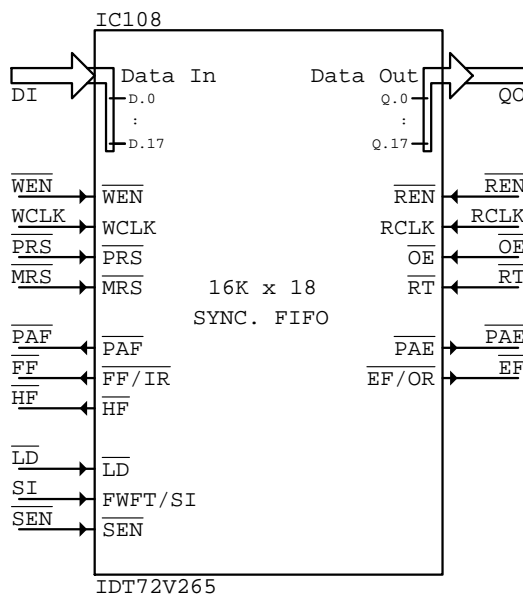 IC108
Data In Data Out
DI QO
D.0 Q.0
: :
D.17 Q.17
WEN WEN REN REN
WCLK WCLK RCLK RCLK
PRS PRS OE OE
MRS MRS RT RT
16K x 18
SYNC. FIFO
PAF PAF PAE PAE
FF FF/IR EF/OR EF
HF HF
LD LD
SI FWFT/SI
SEN SEN
IDT72V265